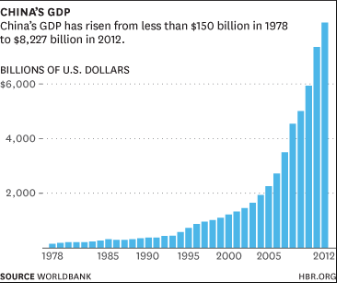 CHINA'S GDP
China's GDP has risen from less than $150 billion in 1978
to $8,227 billion in 2012.
BILLIONS OF U.S. DOLLARS
$6,000
4,000
2,000
1978 1985 1990 1995 2000 2005 2012
SOURCE WORLDBANK HBR.ORG